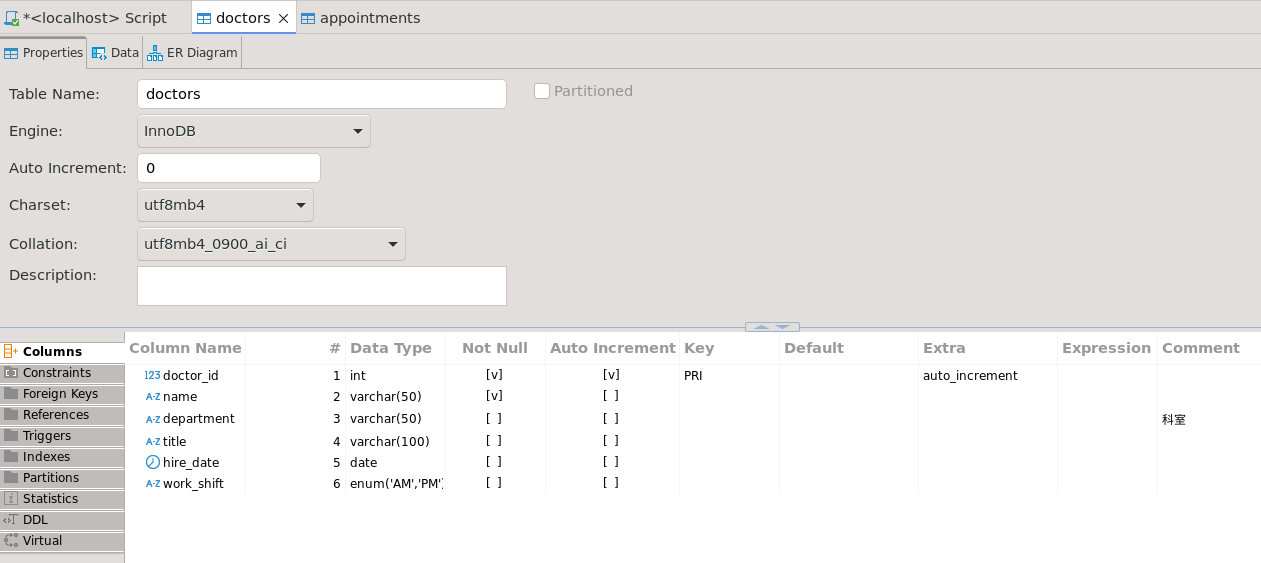 *<localhost> Script doctors appointments
Properties Data ER Diagram
Table Name: doctors Partitioned
Engine: InnoDB
Auto Increment: 0
Charset: utf8mb4
Collation: utf8mb4_0900_ai_ci
Description:
Columns
Constraints
Foreign Keys
References
Triggers
Indexes
Partitions
Statistics
DDL
Virtual
Column Name # Data Type Not Null Auto Increment Key Default Extra Expression Comment
123 doctor_id 1 int [v] [v] PRI auto_increment
A-Z name 2 varchar(50) [v] [ ]
A-Z department 3 varchar(50) [ ] [ ] 科室
A-Z title 4 varchar(100) [ ] [ ]
hire_date 5 date [ ] [ ]
A-Z work_shift 6 enum('AM','PM') [ ] [ ]